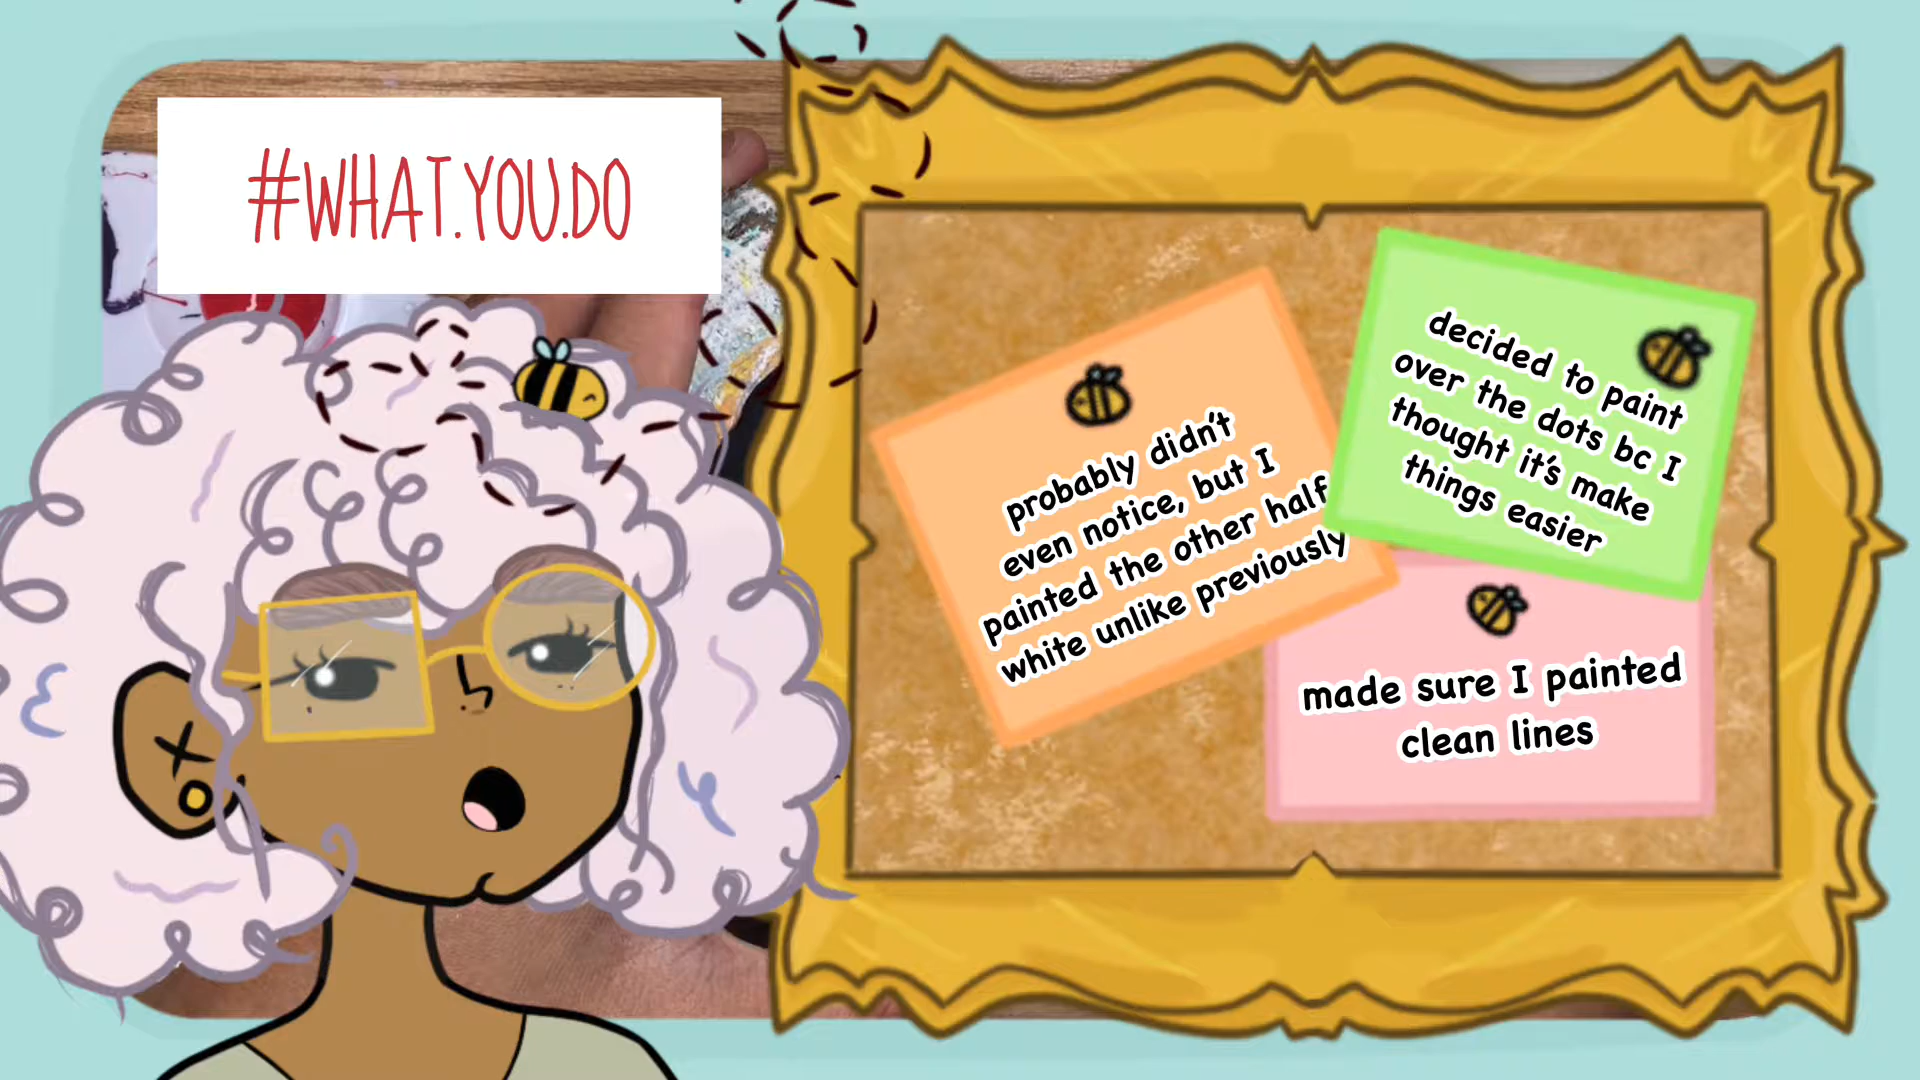 #WHAT.YOU.DO
probably didn't
even notice, but I
painted the other half
white unlike previously
decided to paint
over the dots bc I
thought it's make
things easier
made sure I painted
clean lines